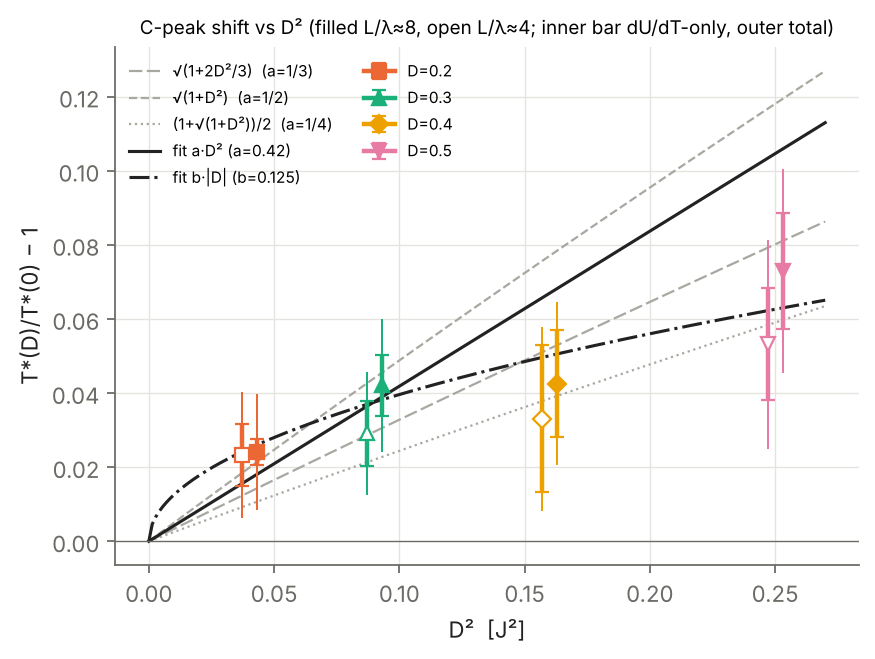 C-peak shift vs D² (filled L/λ≈8, open L/λ≈4; inner bar dU/dT-only, outer total)
√(1+2D²/3) (a=1/3)
√(1+D²) (a=1/2)
(1+√(1+D²))/2 (a=1/4)
fit a·D² (a=0.42)
fit b·|D| (b=0.125)
D=0.2
D=0.3
D=0.4
D=0.5
T*(D)/T*(0) − 1
0.12
0.10
0.08
0.06
0.04
0.02
0.00
0.00
0.05
0.10
0.15
0.20
0.25
D² [J²]